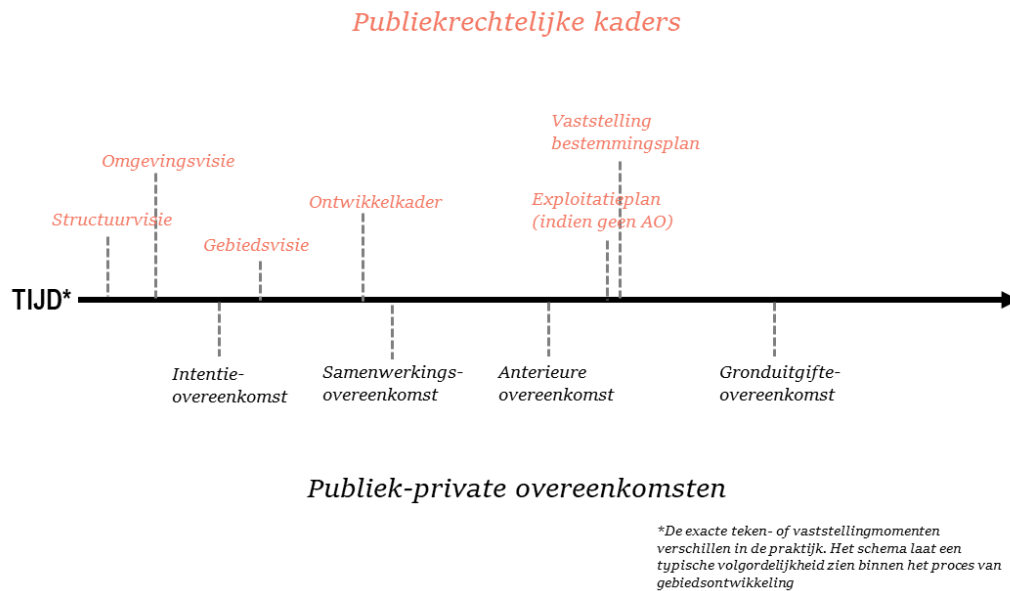 Publiekrechtelijke kaders
Vaststelling
bestemmingsplan
Omgevingsvisie
Ontwikkelkader
Exploitatieplan
(indien geen AO)
Structuurvisie
Gebiedsvisie
TIJD*
Intentie-
overeenkomst
Samenwerkings-
overeenkomst
Anterieure
overeenkomst
Gronduitgifte-
overeenkomst
Publiek-private overeenkomsten
*De exacte teken- of vaststellingmomenten
verschillen in de praktijk. Het schema laat een
typische volgordelijkheid zien binnen het proces van
gebiedsontwikkeling